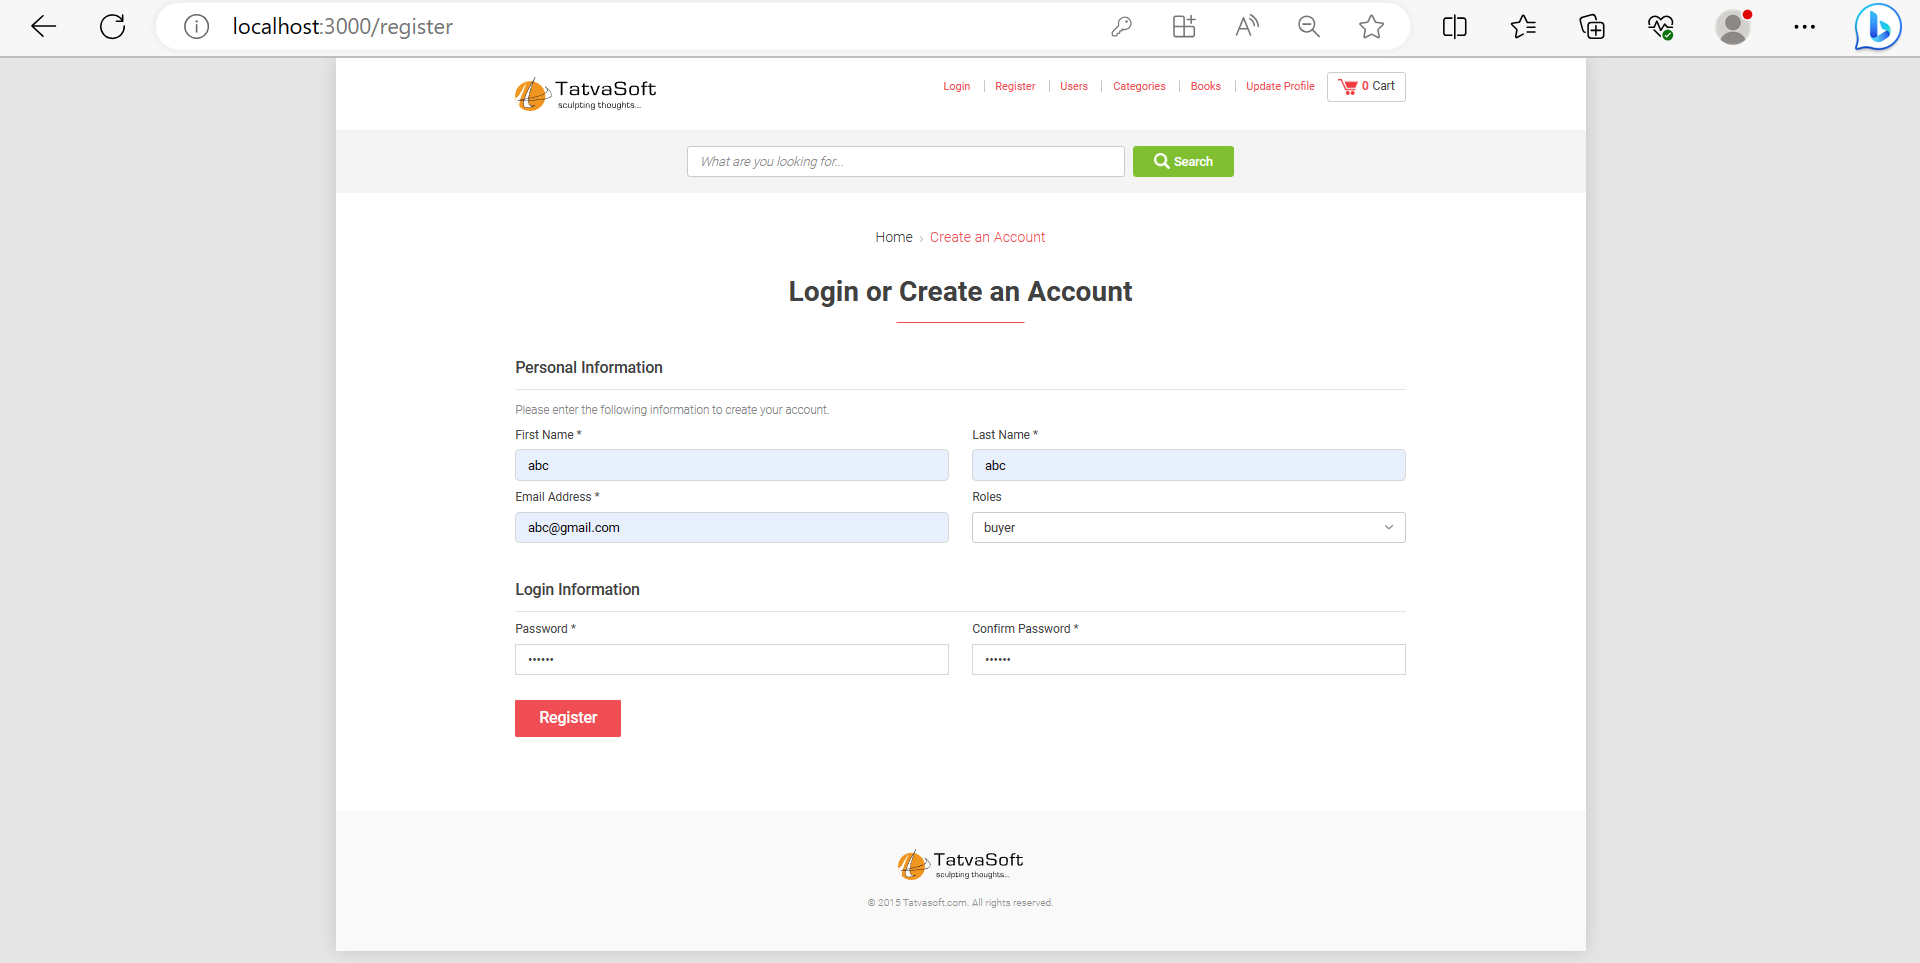 localhost:3000/register
TatvaSoft
sculpting thoughts...
Login
Register
Users
Categories
Books
Update Profile
0 Cart
What are you looking for...
Search
Home › Create an Account
Login or Create an Account
Personal Information
Please enter the following information to create your account.
First Name *
Last Name *
abc
abc
Email Address *
Roles
abc@gmail.com
buyer
Login Information
Password *
Confirm Password *
••••••
••••••
Register
TatvaSoft
sculpting thoughts...
© 2015 Tatvasoft.com. All rights reserved.